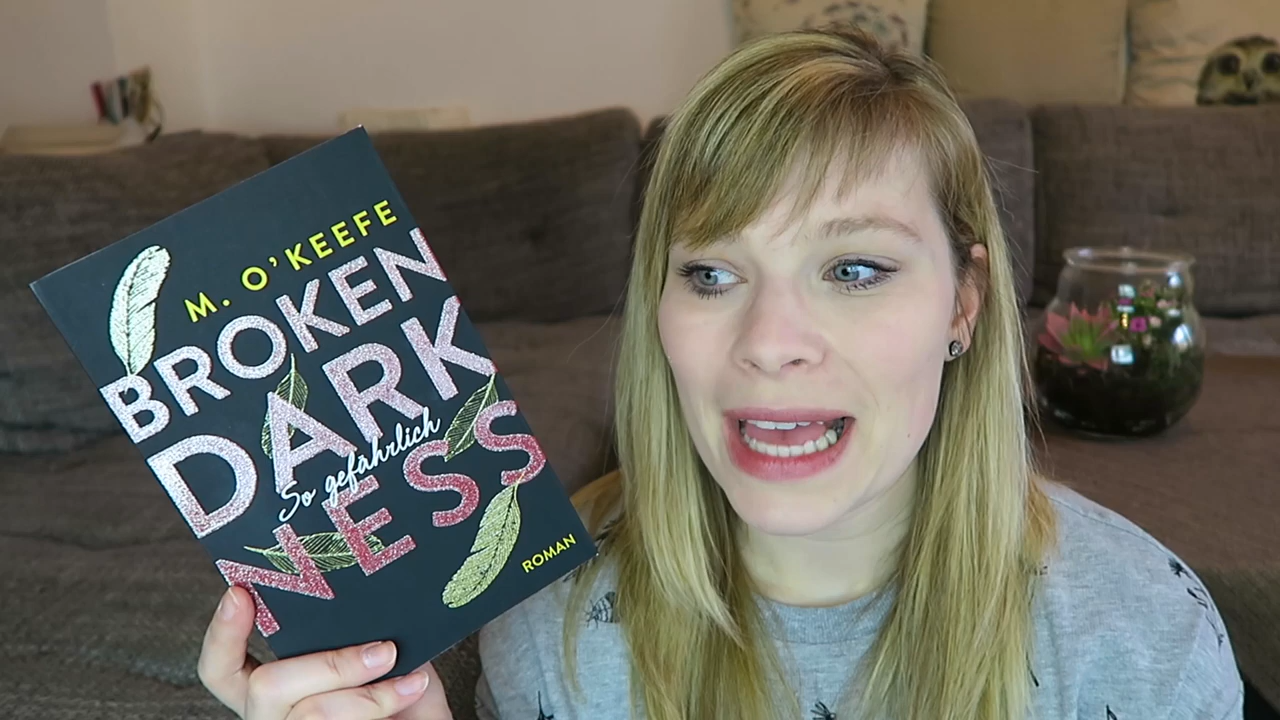 M. O'KEEFE
BROKEN
DARK
So gefährlich
NESS
ROMAN